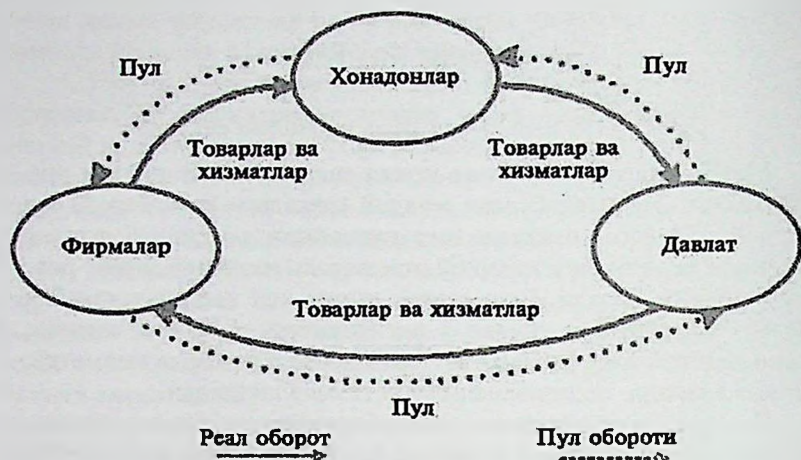 Пул
Хонадонлар
Пул
Товарлар ва
хизматлар
Товарлар ва
хизматлар
Фирмалар
Давлат
Товарлар ва хизматлар
Пул
Реал оборот
Пул обороти